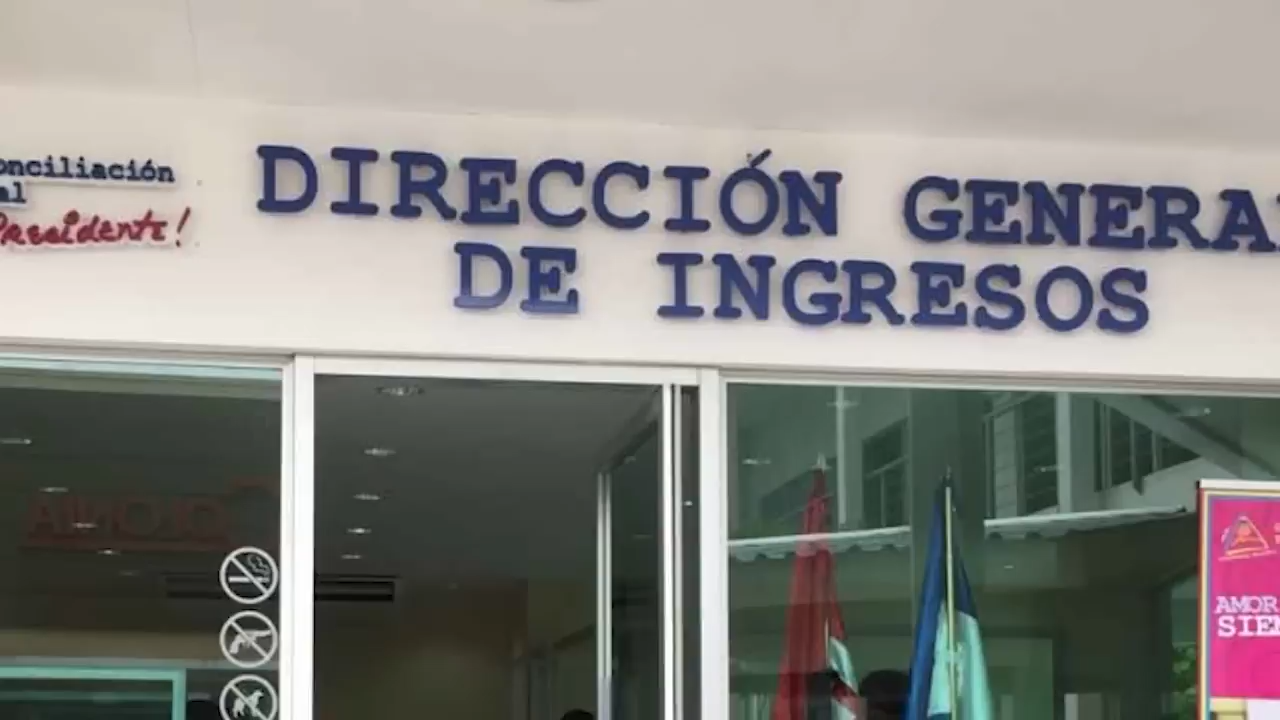 onciliación
al
Presidente!
DIRECCIÓN GENERA
DE INGRESOS
AMOR
SIEM